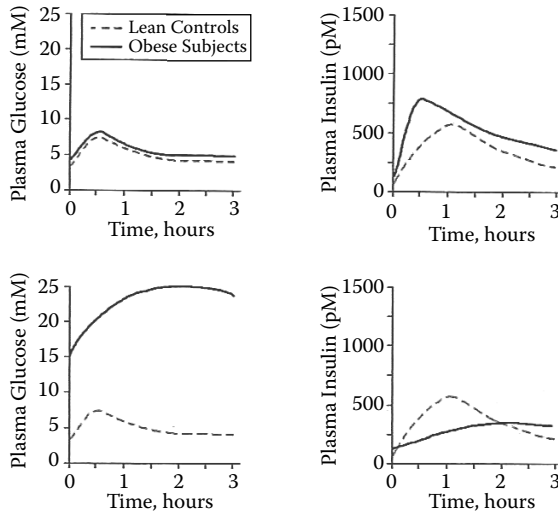 Lean Controls
Obese Subjects
Plasma Glucose (mM)
25
20
15
10
5
0
0 1 2 3
Time, hours
Plasma Insulin (pM)
1500
1000
500
0
0 1 2 3
Time, hours
Plasma Glucose (mM)
25
20
15
10
5
0
0 1 2 3
Time, hours
Plasma Insulin (pM)
1500
1000
500
0
0 1 2 3
Time, hours